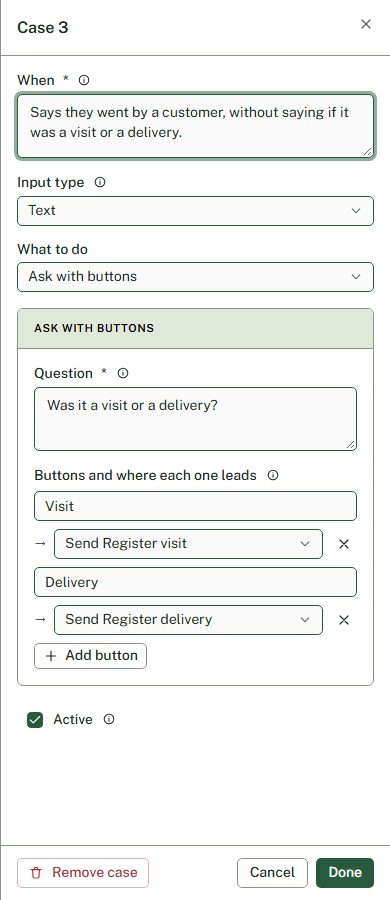 Case 3
When *
Says they went by a customer, without saying if it
was a visit or a delivery.
Input type
Text
What to do
Ask with buttons
ASK WITH BUTTONS
Question *
Was it a visit or a delivery?
Buttons and where each one leads
Visit
→ Send Register visit
Delivery
→ Send Register delivery
+ Add button
Active
Remove case
Cancel
Done